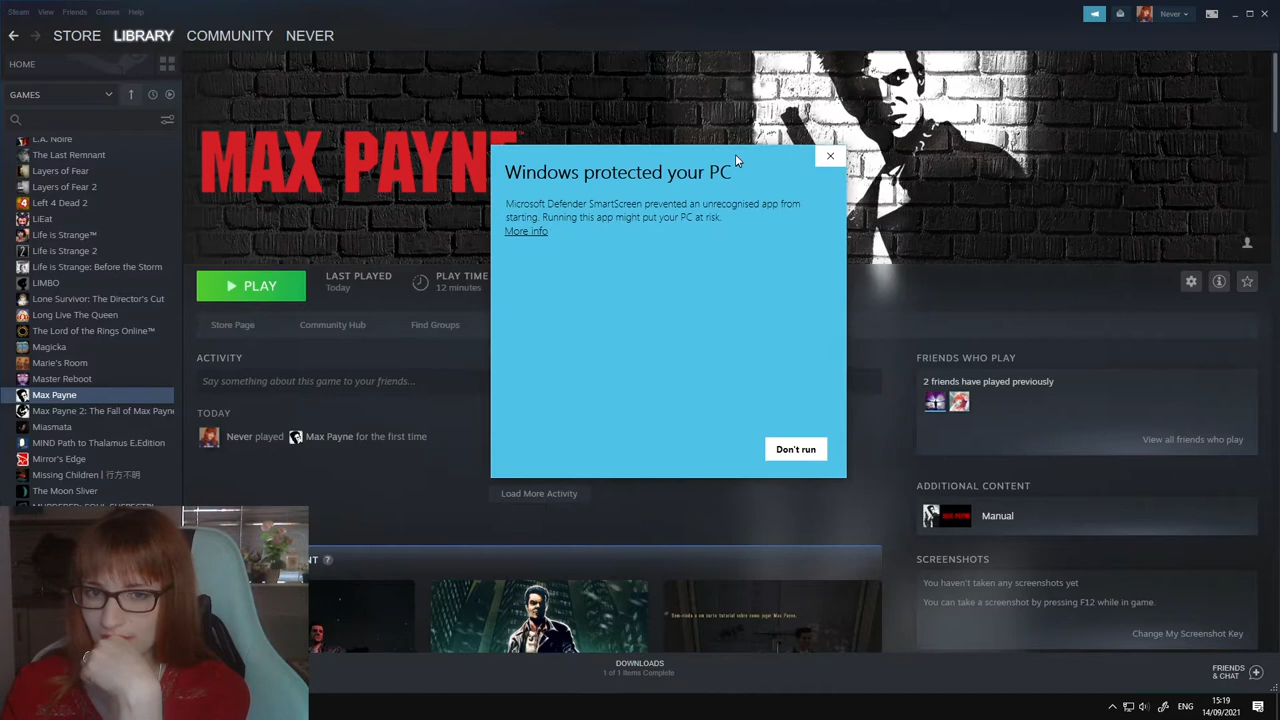 Steam View Friends Games Help
Never
STORE LIBRARY COMMUNITY NEVER
HOME
GAMES
L.A. Noire
The Last Remnant
Layers of Fear
Layers of Fear 2
Left 4 Dead 2
LiEat
Life is Strange™
Life is Strange 2
Life is Strange: Before the Storm
LIMBO
Lone Survivor: The Director's Cut
Long Live The Queen
The Lord of the Rings Online™
Magicka
Marie's Room
Master Reboot
Max Payne
Max Payne 2: The Fall of Max Payne
Miasmata
MIND Path to Thalamus E.Edition
Mirror's Edge
Missing Children | 行方不明
The Moon Sliver
MAX PAYNE™
Windows protected your PC
Microsoft Defender SmartScreen prevented an unrecognised app from
starting. Running this app might put your PC at risk.
More info
Don't run
PLAY
LAST PLAYED
Today
PLAY TIME
12 minutes
Store Page Community Hub Find Groups
ACTIVITY
Say something about this game to your friends...
TODAY
Never played Max Payne for the first time
Load More Activity
NT ?
FRIENDS WHO PLAY
2 friends have played previously
View all friends who play
ADDITIONAL CONTENT
Manual
SCREENSHOTS
You haven't taken any screenshots yet
You can take a screenshot by pressing F12 while in game.
Change My Screenshot Key
DOWNLOADS
1 of 1 Items Complete
FRIENDS
& CHAT
ENG
15:19
14/09/2021